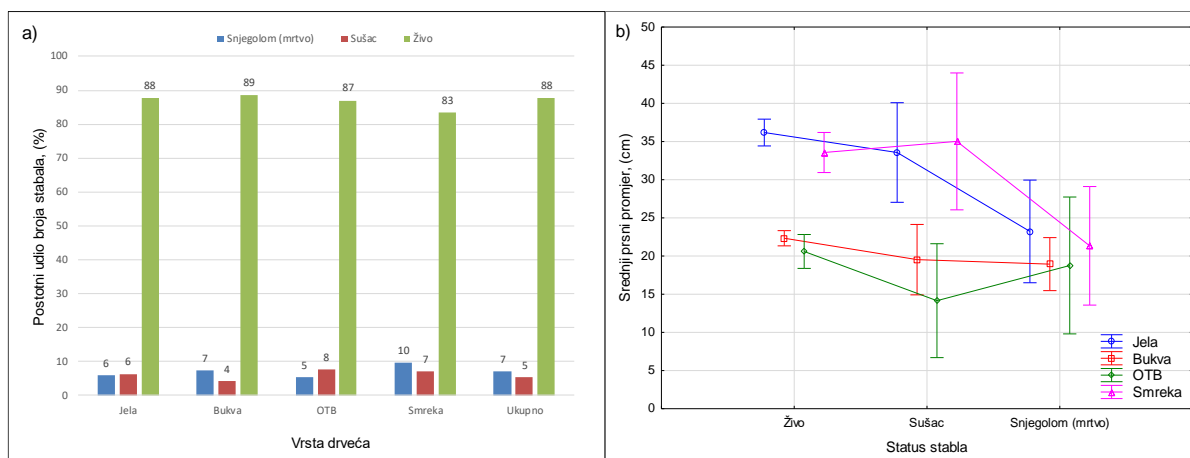 a)
Snjegolom (mrtvo) Sušac Živo
Postotni udio broja stabala, (%)
100
90
80
70
60
50
40
30
20
10
0
6 6 88
7 4 89
5 8 87
10 7 83
7 5 88
Jela Bukva OTB Smreka Ukupno
Vrsta drveća
b)
Srednji prsni promjer, (cm)
50
45
40
35
30
25
20
15
10
5
0
Jela
Bukva
OTB
Smreka
Živo Sušac Snjegolom (mrtvo)
Status stabla